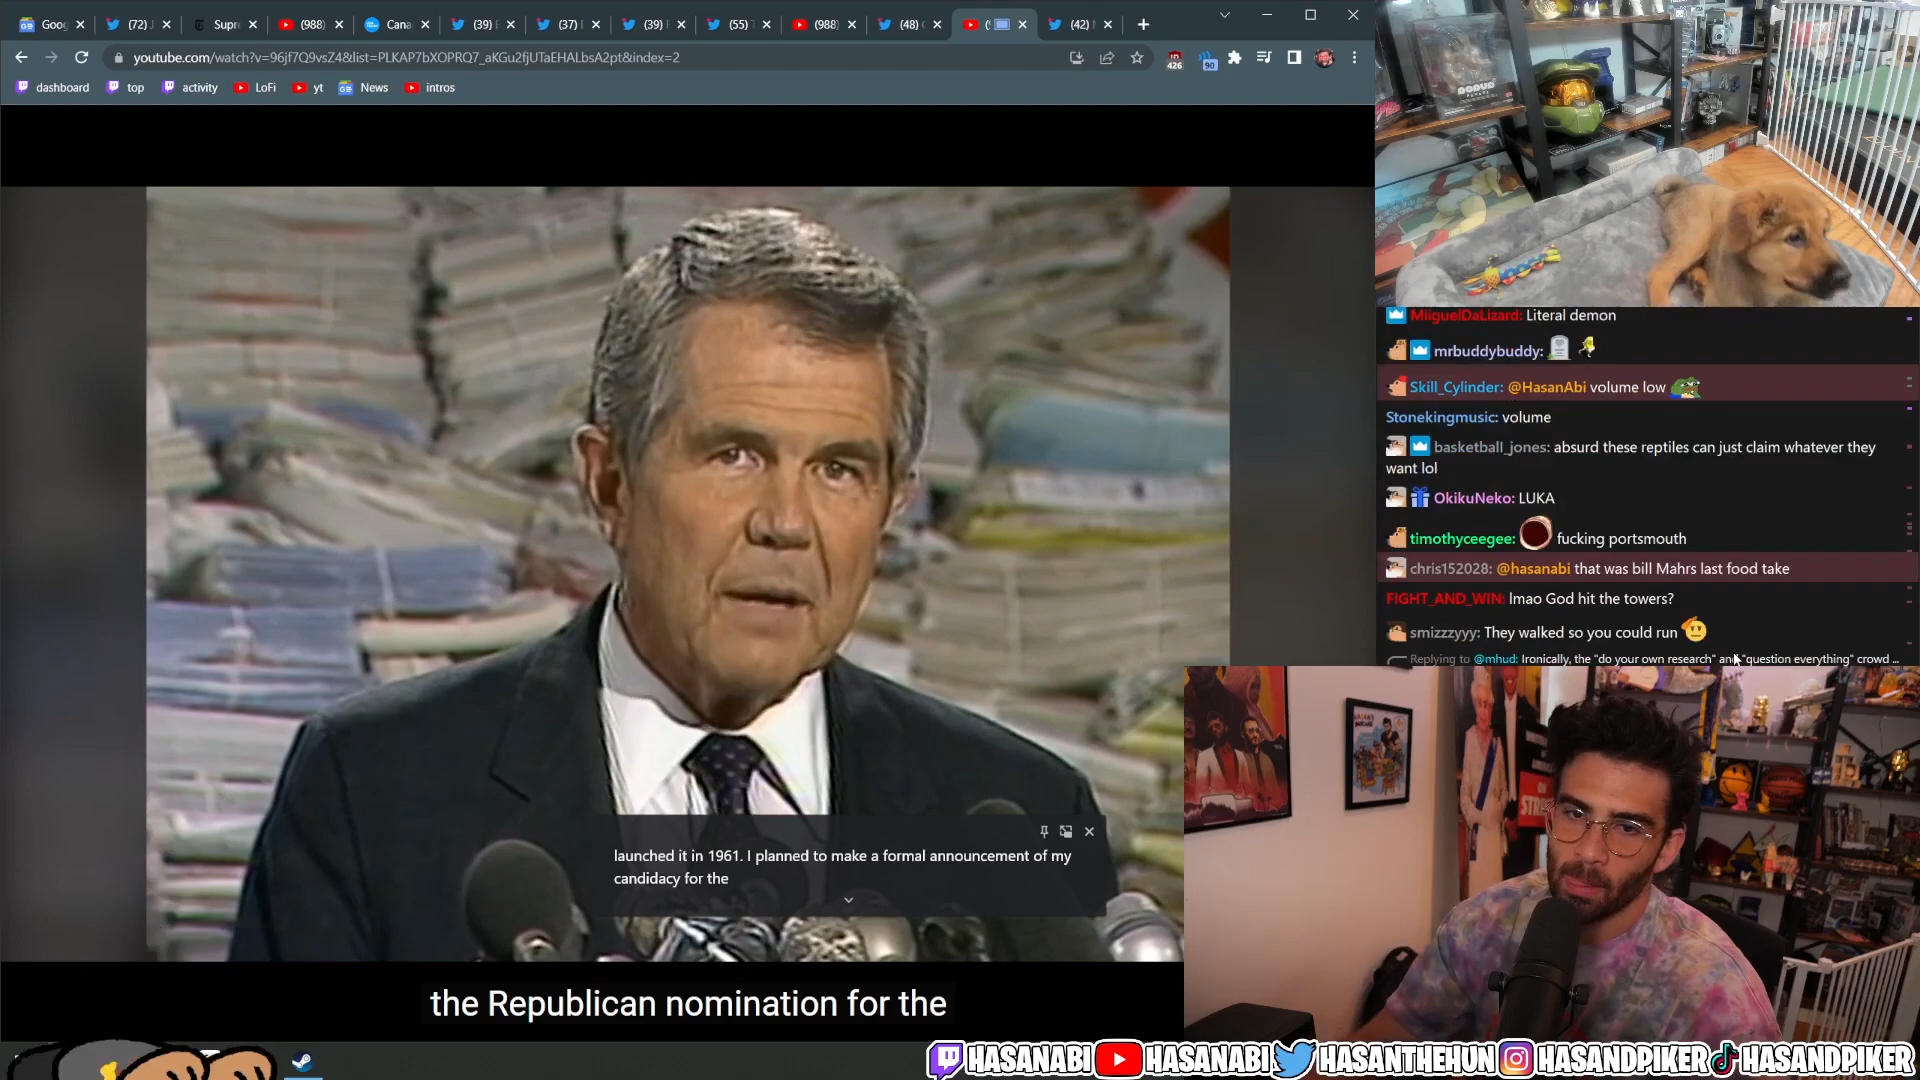 Goog
(72) J
Supre
(988)
Cana
(39) F
(37) [
(39) F
(55) T
(988)
(48) C
(42)
youtube.com/watch?v=96jf7Q9vsZ4&list=PLKAP7bXOPRQ7_aKGu2fjUTaEHALbsA2pt&index=2
426
90
dashboard
top
activity
LoFi
yt
News
intros
MiiguelDaLizard: Literal demon
mrbuddybuddy:
Skill_Cylinder: @HasanAbi volume low
Stonekingmusic: volume
basketball_jones: absurd these reptiles can just claim whatever they
want lol
OkikuNeko: LUKA
timothyceegee: fucking portsmouth
chris152028: @hasanabi that was bill Mahrs last food take
FIGHT_AND_WIN: lmao God hit the towers?
smizzzyyy: They walked so you could run
Replying to @mhud: Ironically, the "do your own research" and "question everything" crowd ...
launched it in 1961. I planned to make a formal announcement of my
candidacy for the
the Republican nomination for the
HASANABI HASANABI HASANTHEHUN HASANDPIKER HASANDPIKER